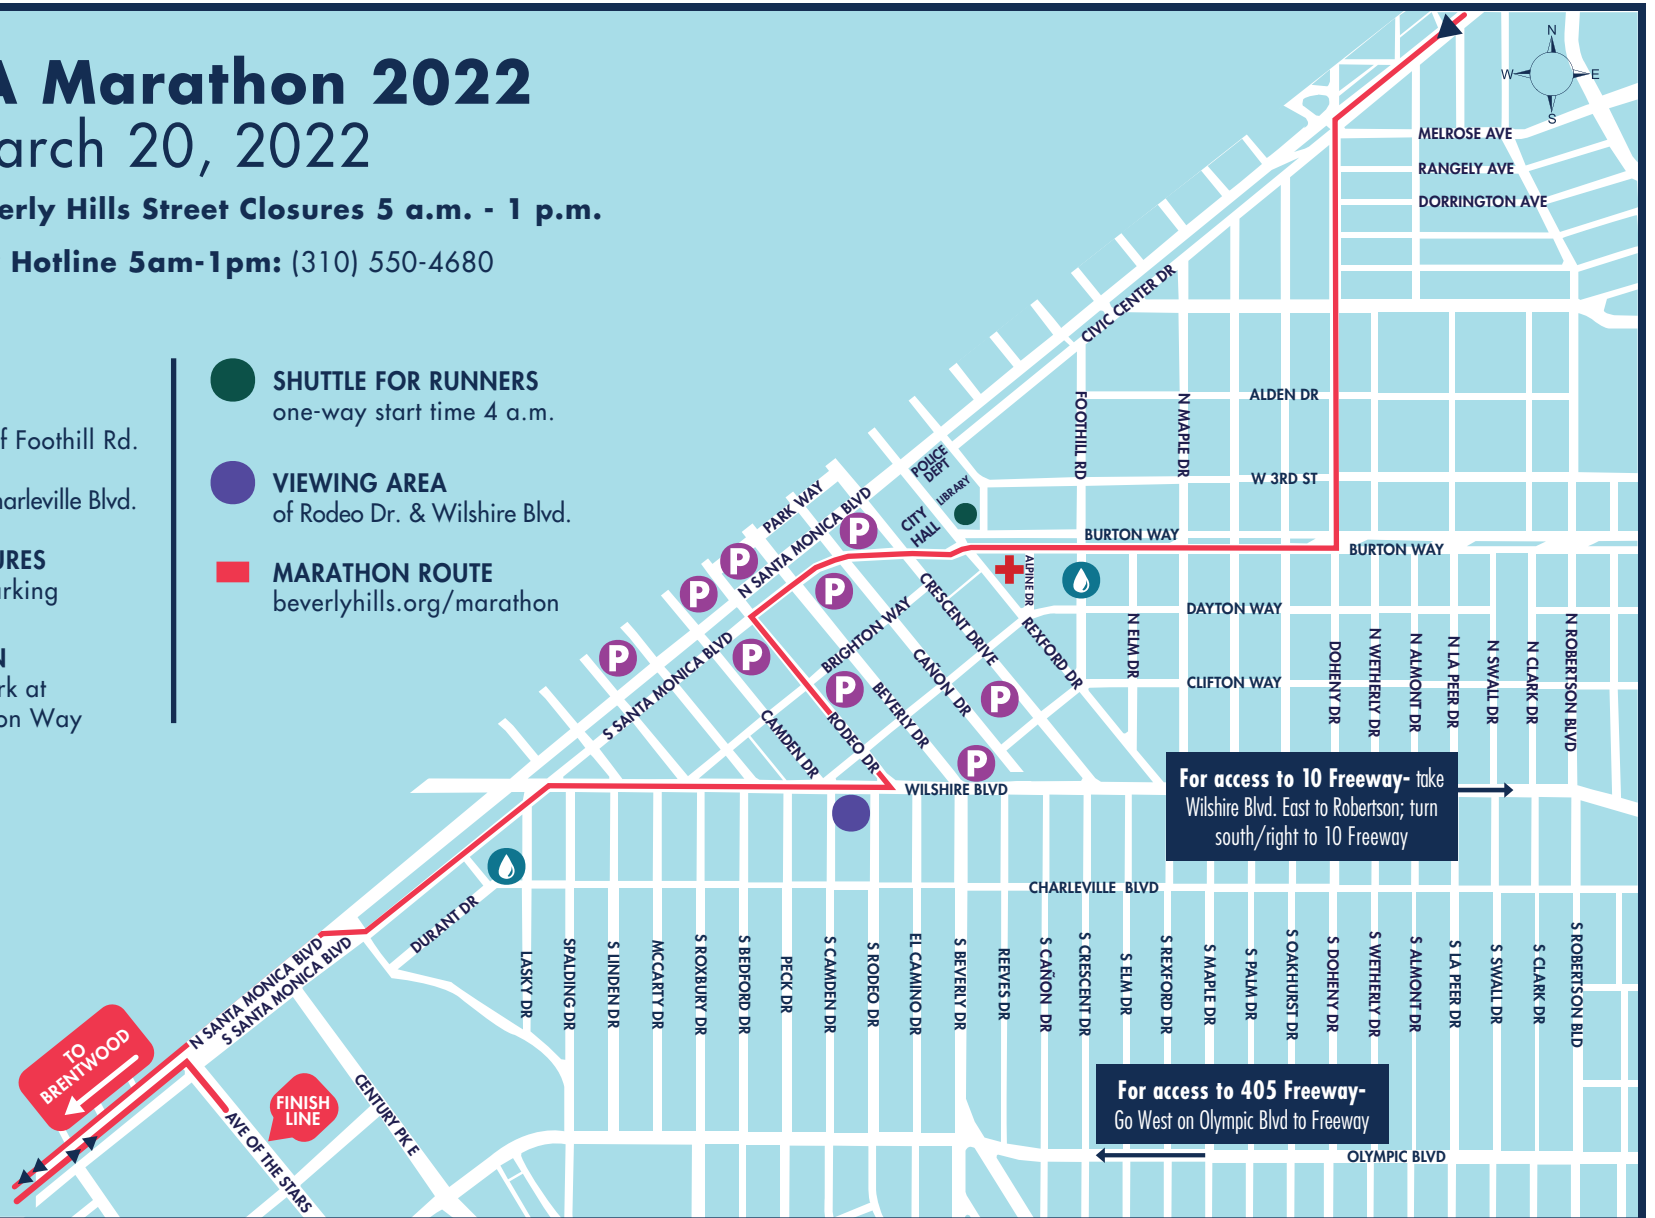 A Marathon 2022
arch 20, 2022
erly Hills Street Closures 5 a.m. - 1 p.m.
Hotline 5am-1pm: (310) 550-4680
f Foothill Rd.
harleville Blvd.
URES
arking
N
rk at
on Way
SHUTTLE FOR RUNNERS
one-way start time 4 a.m.
VIEWING AREA
of Rodeo Dr. & Wilshire Blvd.
MARATHON ROUTE
beverlyhills.org/marathon
N
W
E
S
MELROSE AVE
RANGELY AVE
DORRINGTON AVE
CIVIC CENTER DR
FOOTHILL RD
N MAPLE DR
ALDEN DR
W 3RD ST
POLICE
DEPT
LIBRARY
CITY
HALL
PARK WAY
N SANTA MONICA BLVD
BURTON WAY
BURTON WAY
P
P
P
P
P
P
P
P
P
ALPINE DR
CRESCENT DRIVE
BRIGHTON WAY
REXFORD DR
DAYTON WAY
N ELM DR
CLIFTON WAY
DOHENY DR
N WETHERLY DR
N ALMONT DR
N LA PEER DR
N SWALL DR
N CLARK DR
N ROBERTSON BLVD
S SANTA MONICA BLVD
CAMDEN DR
RODEO DR
BEVERLY DR
CAÑON DR
WILSHIRE BLVD
For access to 10 Freeway- take
Wilshire Blvd. East to Robertson; turn
south/right to 10 Freeway
CHARLEVILLE BLVD
DURANT DR
LASKY DR
SPALDING DR
S LINDEN DR
MCCARTY DR
S ROXBURY DR
S BEDFORD DR
PECK DR
S CAMDEN DR
S RODEO DR
EL CAMINO DR
S BEVERLY DR
REEVES DR
S CAÑON DR
S CRESCENT DR
S ELM DR
S REXFORD DR
S MAPLE DR
S PALM DR
S OAKHURST DR
S DOHENY DR
S WETHERLY DR
S ALMONT DR
S LA PEER DR
S SWALL DR
S CLARK DR
S ROBERTSON BLD
N SANTA MONICA BLVD
S SANTA MONICA BLVD
TO
BRENTWOOD
FINISH
LINE
AVE OF THE STARS
CENTURY PK E
For access to 405 Freeway-
Go West on Olympic Blvd to Freeway
OLYMPIC BLVD